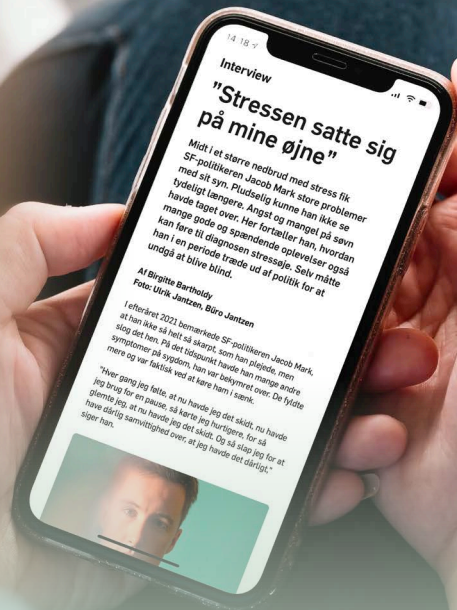 14.18
Interview
"Stressen satte sig
på mine øjne"
Midt i et større nedbrud med stress fik
SF-politikeren Jacob Mark store problemer
med sit syn. Pludselig kunne han ikke se
tydeligt længere. Angst og mangel på søvn
havde taget over. Her fortæller han, hvordan
mange gode og spændende oplevelser også
kan føre til diagnosen stressøje. Selv måtte
han i en periode træde ud af politik for at
undgå at blive blind.
Af Birgitte Bartholdy
Foto: Ulrik Jantzen, Büro Jantzen
I efteråret 2021 bemærkede SF-politikeren Jacob Mark,
at han ikke så helt så skarpt, som han plejede, men
slog det hen. På det tidspunkt havde han mange andre
symptomer på sygdom, han var bekymret over. De fyldte
mere og var faktisk ved at køre ham i sænk.
"Hver gang jeg følte, at nu havde jeg det skidt, nu havde
jeg brug for en pause, så kørte jeg hurtigere, for så
glemte jeg, at nu havde jeg det skidt. Og så slap jeg for at
have dårlig samvittighed over, at jeg havde det dårligt,"
siger han.